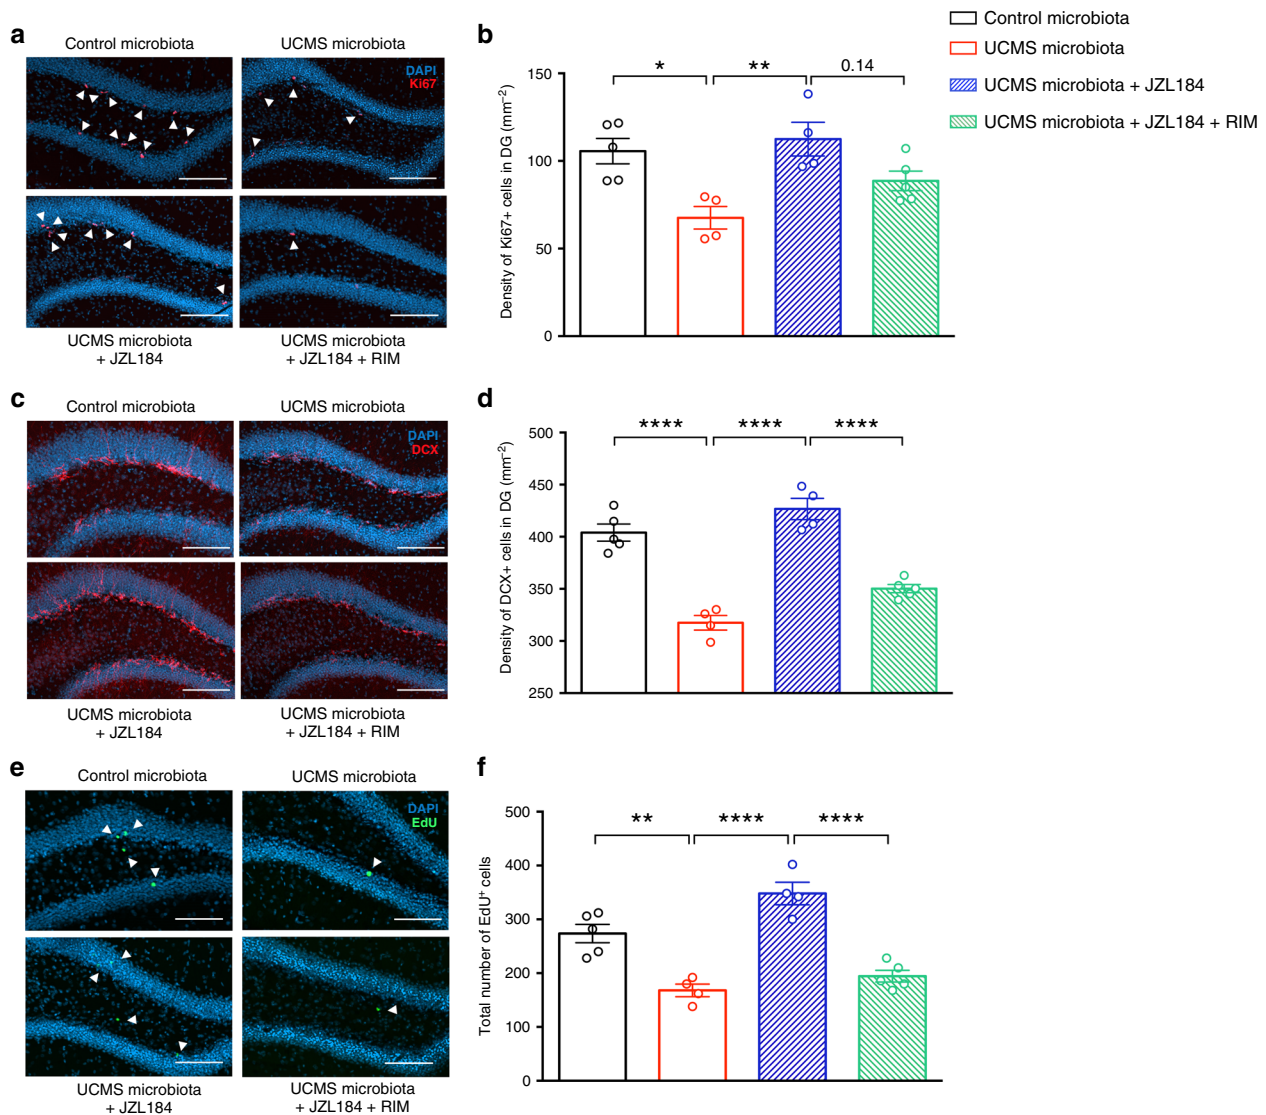 a
Control microbiota
UCMS microbiota
DAPI
Ki67
UCMS microbiota
+ JZL184
UCMS microbiota
+ JZL184 + RIM
b
Density of Ki67+ cells in DG (mm⁻²)
150
100
50
0
*
**
0.14
Control microbiota
UCMS microbiota
UCMS microbiota + JZL184
UCMS microbiota + JZL184 + RIM
c
Control microbiota
UCMS microbiota
DAPI
DCX
UCMS microbiota
+ JZL184
UCMS microbiota
+ JZL184 + RIM
d
Density of DCX+ cells in DG (mm⁻²)
500
450
400
350
300
250
****
****
****
e
Control microbiota
UCMS microbiota
DAPI
EdU
UCMS microbiota
+ JZL184
UCMS microbiota
+ JZL184 + RIM
f
Total number of EdU⁺ cells
500
400
300
200
100
0
**
****
****